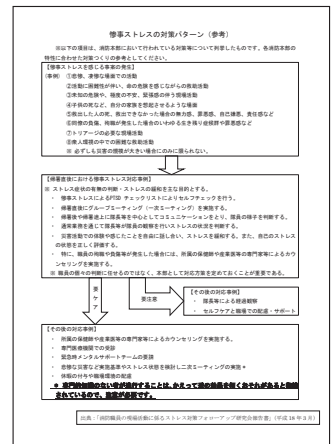 惨事ストレスの対策パターン（参考）
※以下の項目は、消防本部において行われている対策等について列挙したものです。各消防本部の
特性に合わせた対策づくりの参考としてください。
【惨事ストレスを感じる事案の発生】
(事例) ①悲惨、凄惨な場面での活動
②活動に困難性が伴い、命の危険を感じながらの救助活動
③未知の危険や、極度の不安、緊張感の伴う現場活動
④子供の死など、自分の家族を想起させるような場面
⑤救出した人の死、救出できなかった場合の無力感、罪悪感、自己嫌悪、責任感など
⑥同僚の負傷、殉職が発生した場合のいわゆる生き残り症候群や罪悪感など
⑦トリアージの必要な現場活動
⑧衆人環視の中での困難な救助活動
※ 必ずしも災害の規模が大きい場合にのみに限られない。
【帰署直後における惨事ストレス対応事例】
※ ストレス症状の有無の判断・ストレスの緩和を主な目的とする。
・ 惨事ストレスによるPTSDチェックリストによりセルフチェックを行う。
・ 帰署直後にグループミーティング（一次ミーティング）を実施する。
・ 帰署後や帰署途上に隊長等を中心としてコミュニケーションをとり、隊員の様子を判断する。
・ 通常業務を通じて隊長等が隊員の観察を行いストレスの状況を判断する。
・ 災害活動での体験や感じたことを自由に話し合い、ストレスを緩和する。また、自己のストレス
の状態を正しく評価する。
・ 特に、職員の殉職や負傷等が発生した場合には、所属の保健師や産業医等の専門家等によるカウ
ンセリングを実施する。
※ 職員の個々の判断に任せるのではなく、本部として対応方策を定めておくことが重要である。
要ケア
要注意
【その後の対応事例】
・ 隊長等による経過観察
・ セルフケアと職場での配慮・サポート
【その後の対応事例】
・ 所属の保健師や産業医等の専門家等によるカウンセリングを実施する。
・ 専門医療機関での受診
・ 緊急時メンタルサポートチームの要請
・ 悲惨な災害など実施基準やストレス状態を検討し二次ミーティングの実施*
・ 休暇の付与や職場環境の配慮
* 専門的知識のない者が進行することは、かえって逆の効果を招くおそれがあると指摘
されているので、注意が必要です。
出典：「消防職員の現場活動に係るストレス対策フォローアップ研究会報告書」（平成18年3月）